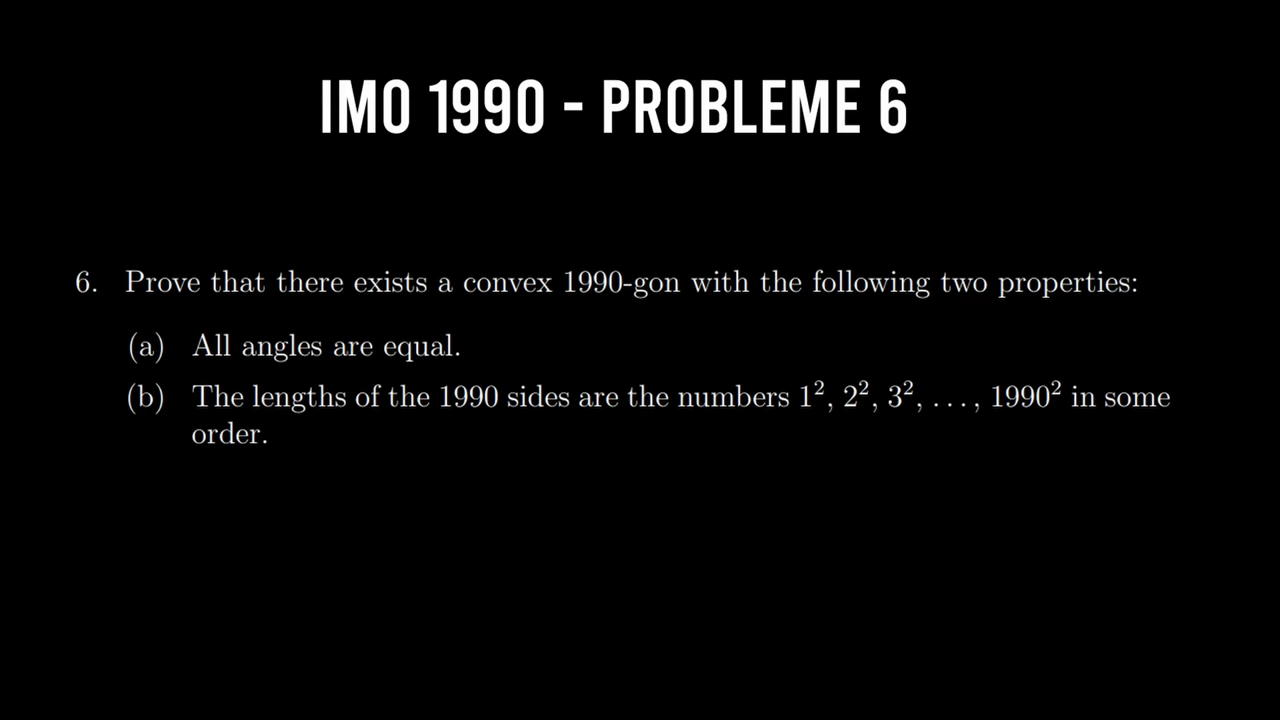 IMO 1990 - PROBLEME 6
6. Prove that there exists a convex 1990-gon with the following two properties:
(a) All angles are equal.
(b) The lengths of the 1990 sides are the numbers 1², 2², 3², ..., 1990² in some
order.